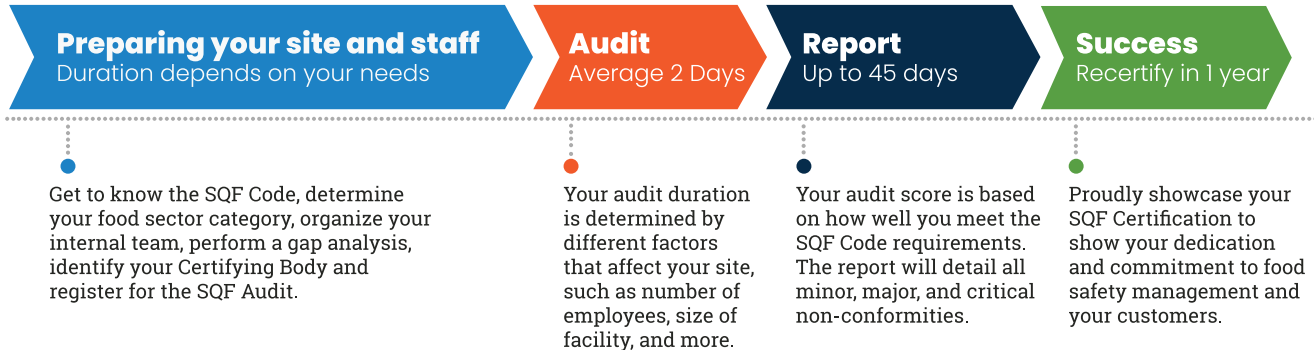 Preparing your site and staff
Duration depends on your needs
Audit
Average 2 Days
Report
Up to 45 days
Success
Recertify in 1 year
Get to know the SQF Code, determine
your food sector category, organize your
internal team, perform a gap analysis,
identify your Certifying Body and
register for the SQF Audit.
Your audit duration
is determined by
different factors
that affect your site,
such as number of
employees, size of
facility, and more.
Your audit score is based
on how well you meet the
SQF Code requirements.
The report will detail all
minor, major, and critical
non-conformities.
Proudly showcase your
SQF Certification to
show your dedication
and commitment to food
safety management and
your customers.